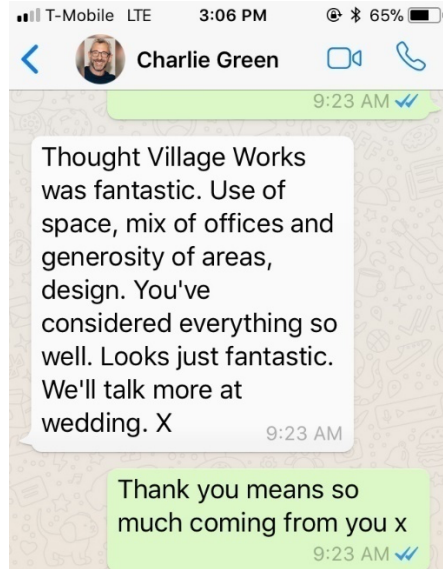 T-Mobile LTE 3:06 PM 65%
Charlie Green
9:23 AM
Thought Village Works
was fantastic. Use of
space, mix of offices and
generosity of areas,
design. You've
considered everything so
well. Looks just fantastic.
We'll talk more at
wedding. X
9:23 AM
Thank you means so
much coming from you x
9:23 AM